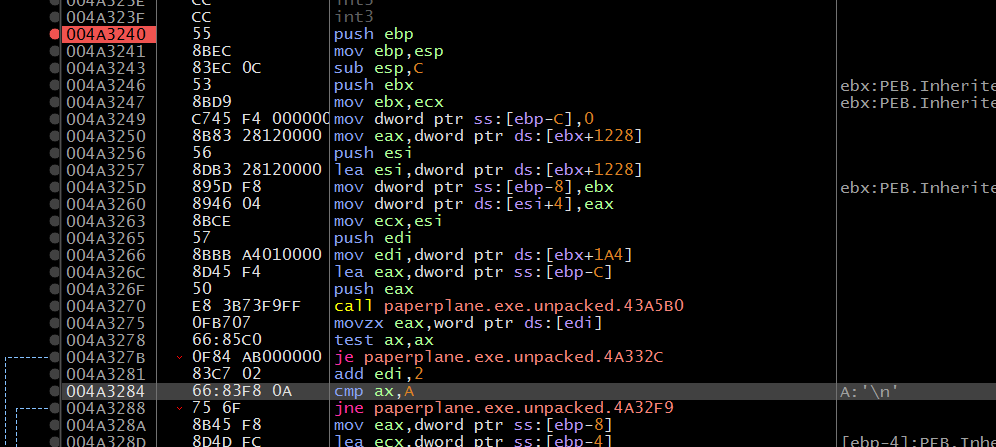 004A325E CC int3
004A323F CC int3
004A3240 55 push ebp
004A3241 8BEC mov ebp,esp
004A3243 83EC 0C sub esp,C
004A3246 53 push ebx ebx:PEB.Inherite
004A3247 8BD9 mov ebx,ecx ebx:PEB.Inherite
004A3249 C745 F4 0000000 mov dword ptr ss:[ebp-C],0
004A3250 8B83 28120000 mov eax,dword ptr ds:[ebx+1228]
004A3256 56 push esi
004A3257 8DB3 28120000 lea esi,dword ptr ds:[ebx+1228]
004A325D 895D F8 mov dword ptr ss:[ebp-8],ebx ebx:PEB.Inherite
004A3260 8946 04 mov dword ptr ds:[esi+4],eax
004A3263 8BCE mov ecx,esi
004A3265 57 push edi
004A3266 8BBB A4010000 mov edi,dword ptr ds:[ebx+1A4]
004A326C 8D45 F4 lea eax,dword ptr ss:[ebp-C]
004A326F 50 push eax
004A3270 E8 3B73F9FF call paperplane.exe.unpacked.43A5B0
004A3275 0FB707 movzx eax,word ptr ds:[edi]
004A3278 66:85C0 test ax,ax
004A327B 0F84 AB000000 je paperplane.exe.unpacked.4A332C
004A3281 83C7 02 add edi,2
004A3284 66:83F8 0A cmp ax,A A:'\n'
004A3288 75 6F jne paperplane.exe.unpacked.4A32F9
004A328A 8B45 F8 mov eax,dword ptr ss:[ebp-8]
004A328D 8D4D FC lea ecx,dword ptr ss:[ebp-4] [ebp-4]:PEB.Inhe